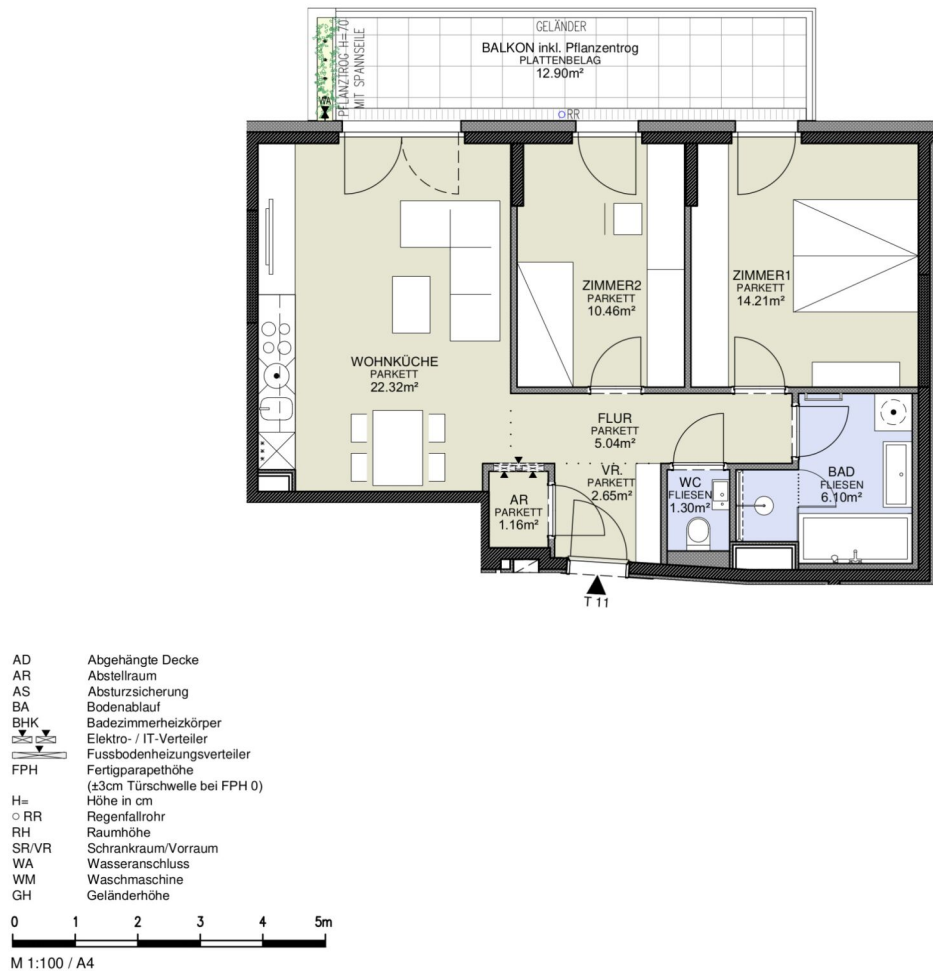 GELÄNDER
BALKON inkl. Pflanzentrog
PLATTENBELAG
12.90m²
PFLANZTROG H=70
MIT SPANNSEILE
WA
RR
ZIMMER2
PARKETT
10.46m²
ZIMMER1
PARKETT
14.21m²
WOHNKÜCHE
PARKETT
22.32m²
FLUR
PARKETT
5.04m²
VR.
PARKETT
2.65m²
AR
PARKETT
1.16m²
WC
FLIESEN
1.30m²
BAD
FLIESEN
6.10m²
T 11
AD Abgehängte Decke
AR Abstellraum
AS Absturzsicherung
BA Bodenablauf
BHK Badezimmerheizkörper
Elektro- / IT-Verteiler
Fussbodenheizungsverteiler
FPH Fertigparapethöhe
(±3cm Türschwelle bei FPH 0)
H= Höhe in cm
○ RR Regenfallrohr
RH Raumhöhe
SR/VR Schrankraum/Vorraum
WA Wasseranschluss
WM Waschmaschine
GH Geländerhöhe
0 1 2 3 4 5m
M 1:100 / A4